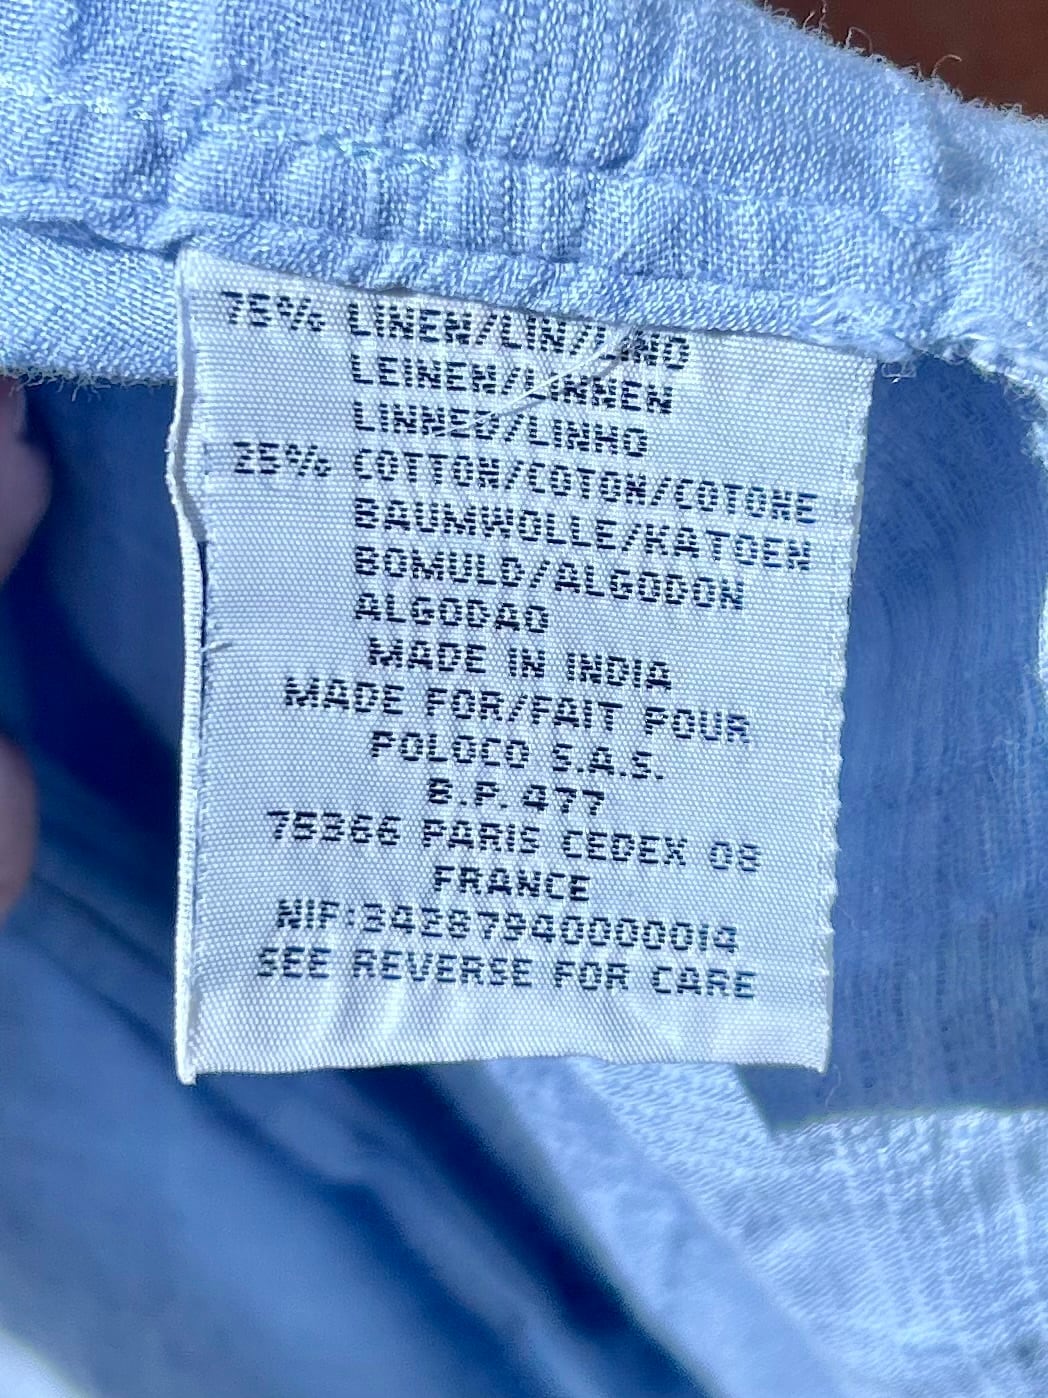 75% LINEN/LIN/LINO
LEINEN/LINNEN
LINNED/LINHO
25% COTTON/COTON/COTONE
BAUMWOLLE/KATOEN
BOMULD/ALGODON
ALGODAO
MADE IN INDIA
MADE FOR/FAIT POUR
POLOCO S.A.S.
B.P. 477
75366 PARIS CEDEX 08
FRANCE
NIF:34287940000014
SEE REVERSE FOR CARE